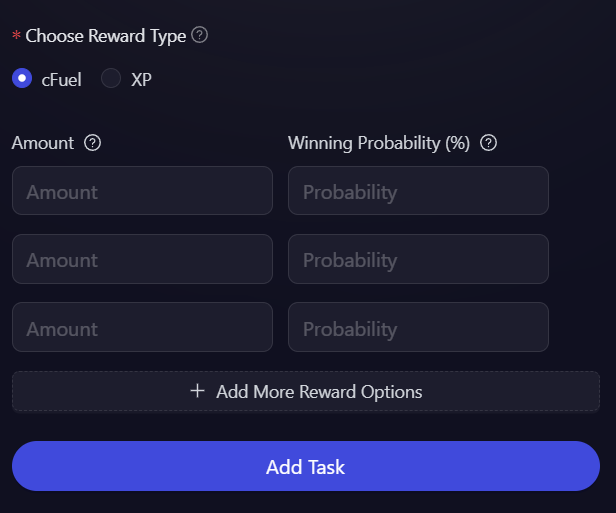 * Choose Reward Type ?
cFuel XP
Amount ? Winning Probability (%) ?
Amount Probability
Amount Probability
Amount Probability
+ Add More Reward Options
Add Task